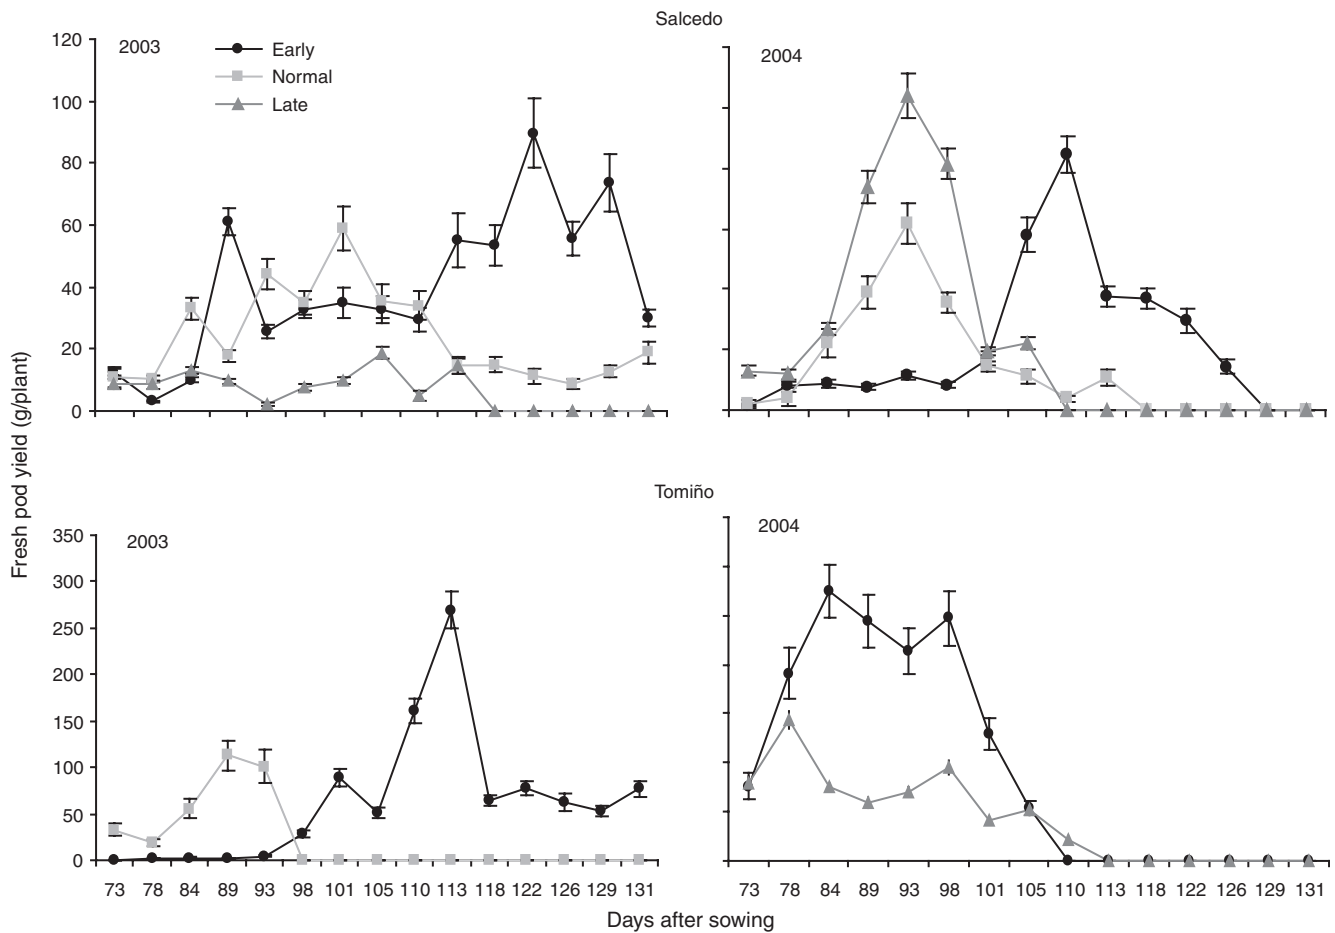 Salcedo
2003
Early
Normal
Late
120
100
80
60
40
20
0
2004
Fresh pod yield (g/plant)
Tomiño
2003
350
300
250
200
150
100
50
0
2004
73 78 84 89 93 98 101 105 110 113 118 122 126 129 131
73 78 84 89 93 98 101 105 110 113 118 122 126 129 131
Days after sowing